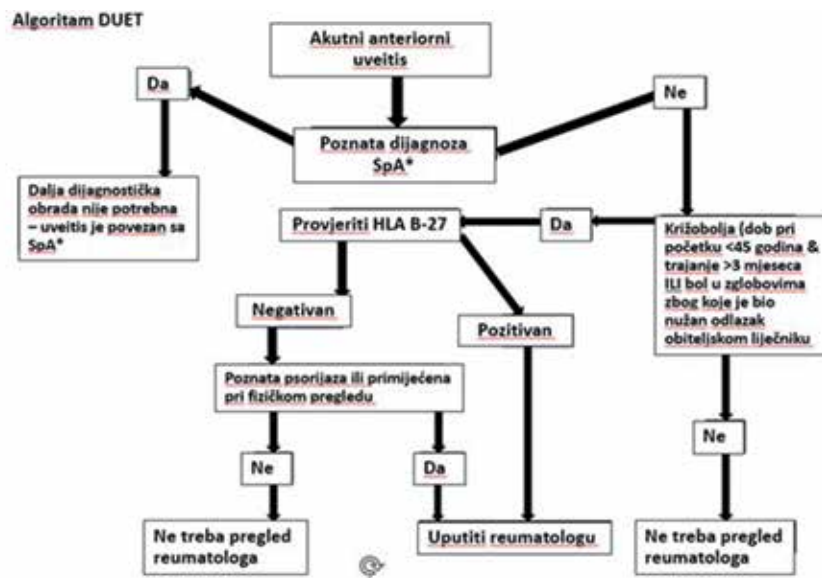 Algoritam DUET
Akutni anteriorni
uveitis
Da
Ne
Poznata dijagnoza
SpA*
Dalja dijagnostička
obrada nije potrebna
– uveitis je povezan sa
SpA*
Provjeriti HLA B-27
Da
Križobolja (dob pri
početku <45 godina &
trajanje >3 mjeseca
ILI bol u zglobovima
zbog koje je bio
nužan odlazak
obiteljskom liječniku
Negativan
Pozitivan
Poznata psorijaza ili primijećena
pri fizičkom pregledu
Ne
Da
Ne
Ne treba pregled
reumatologa
Uputiti reumatologu
Ne treba pregled
reumatologa